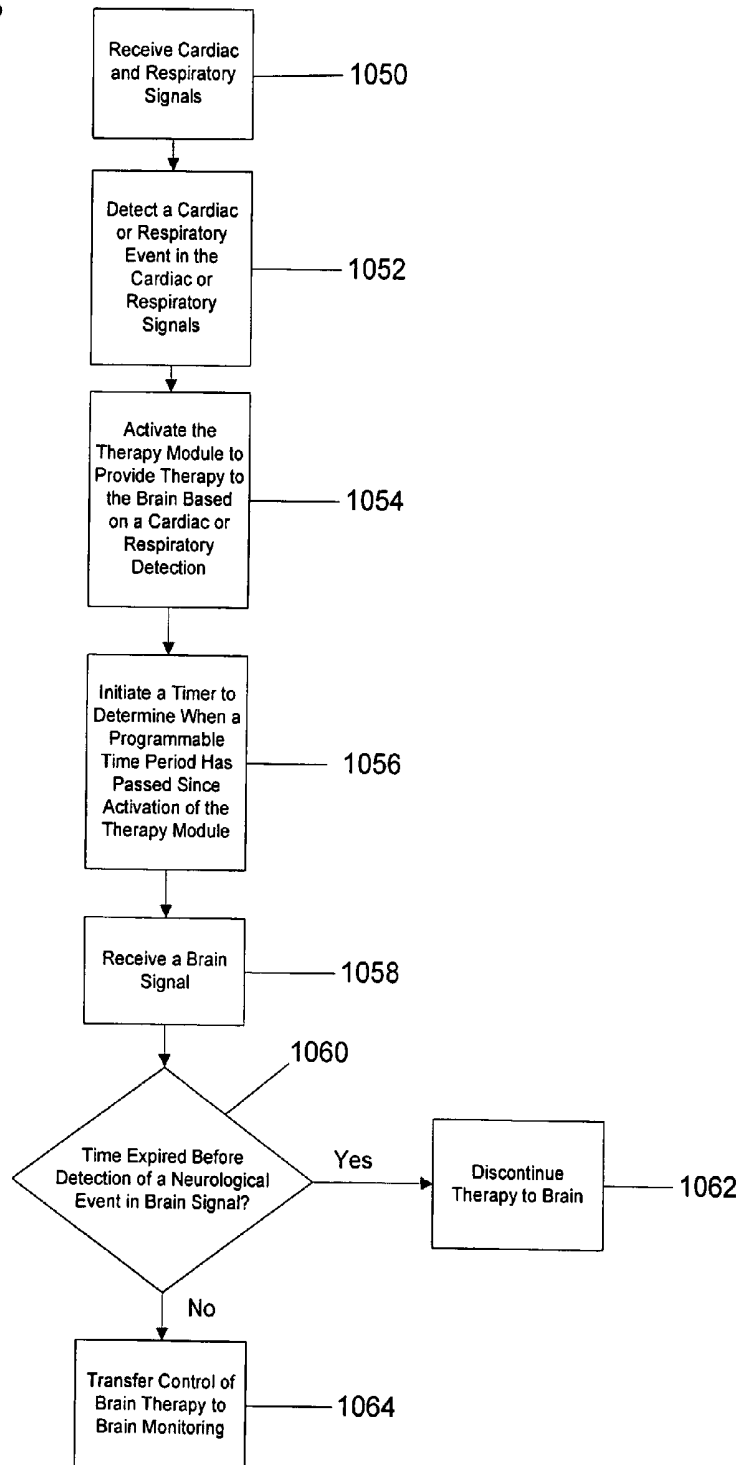 Receive Cardiac
and Respiratory
Signals
1050
Detect a Cardiac
or Respiratory
Event in the
Cardiac or
Respiratory
Signals
1052
Activate the
Therapy Module to
Provide Therapy to
the Brain Based
on a Cardiac or
Respiratory
Detection
1054
Initiate a Timer to
Determine When a
Programmable
Time Period Has
Passed Since
Activation of the
Therapy Module
1056
Receive a Brain
Signal
1058
1060
Time Expired Before
Detection of a Neurological
Event in Brain Signal?
Yes
Discontinue
Therapy to Brain
1062
No
Transfer Control of
Brain Therapy to
Brain Monitoring
1064